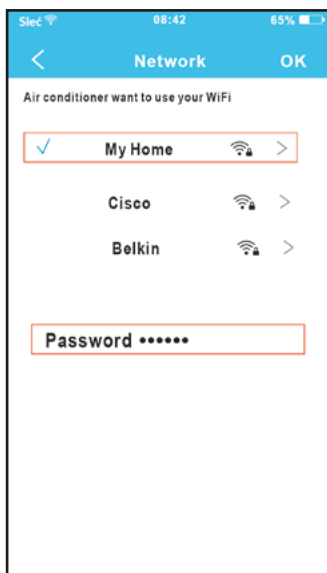 Sieć 08:42 65%
Network OK
Air conditioner want to use your WiFi
My Home
Cisco
Belkin
Password ••••••